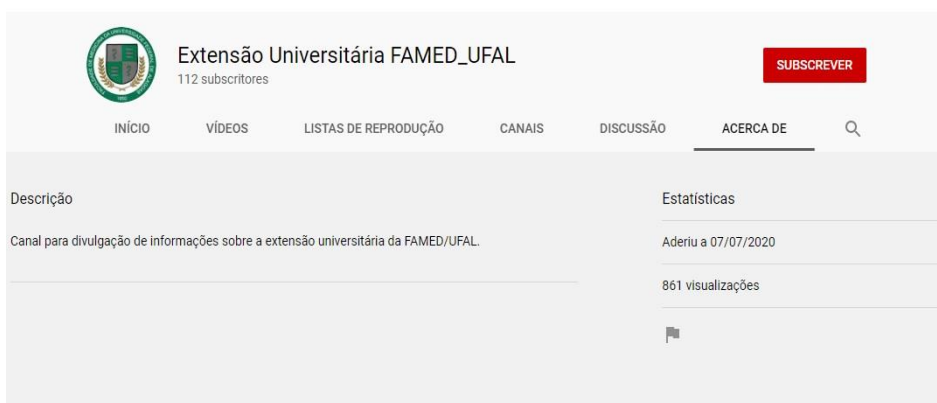 Extensão Universitária FAMED_UFAL
112 subscritores
SUBSCREVER
INÍCIO VÍDEOS LISTAS DE REPRODUÇÃO CANAIS DISCUSSÃO ACERCA DE
Descrição
Canal para divulgação de informações sobre a extensão universitária da FAMED/UFAL.
Estatísticas
Aderiu a 07/07/2020
861 visualizações